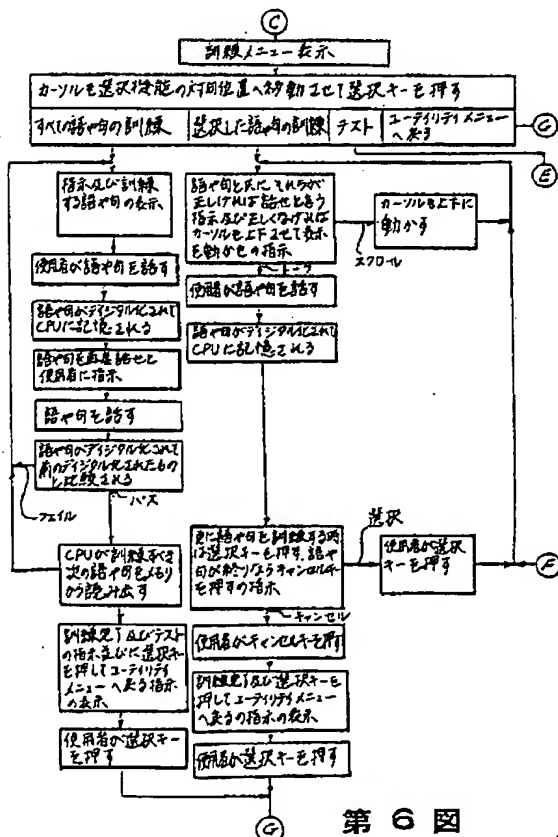 C
訓練メニュー表示
カーソルを選択機能の対向位置へ移動させて選択キーを押す
すべての語や句の訓練
選択した語や句の訓練
テスト
ユーティリティメニュー
へ戻る
G
E
指示及び訓練
する語や句の表示
使用者が語や句を話す
語や句がディジタル化されて
CPUに記憶される
語や句を再度話せと
使用者に指示
語や句を話す
語や句がディジタル化されて
前のディジタル化されたもの
と比較される
フェイル
パス
CPUが訓練すべき
次の語や句をメモリ
から読み出す
訓練完了及びテスト
の指示並びに選択キー
を押してユーティリティ
メニューへ戻る指示
の表示
使用者が選択キー
を押す
語や句と共にそれらが
正しければ話せと言う
指示及び正しくなければ
カーソルを上下させて表示
を動かせの指示
トーク
スクロール
カーソルを上下に
動かす
使用者が語や句を話す
語や句がディジタル化されて
CPUに記憶される
更に語や句を訓練する時
は選択キーを押す、語や
句が終りならキャンセルキー
を押すの指示
選択
使用者が選択
キーを押す
F
キャンセル
使用者がキャンセルキーを押す
訓練完了及び選択キーを
押してユーティリティメニュー
へ戻るの指示の表示
使用者が選択キー
を押す
G
第6図